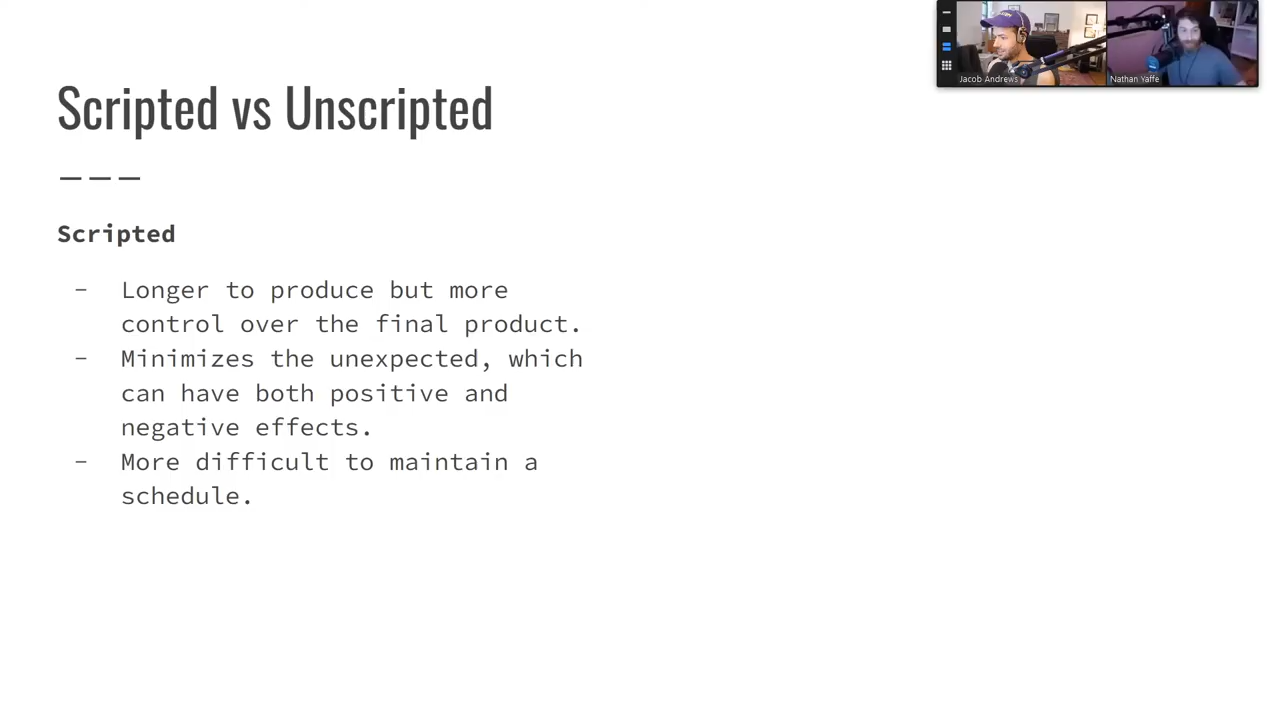 Jacob Andrews
Nathan Yaffe
Scripted vs Unscripted
———
Scripted
- Longer to produce but more
control over the final product.
- Minimizes the unexpected, which
can have both positive and
negative effects.
- More difficult to maintain a
schedule.